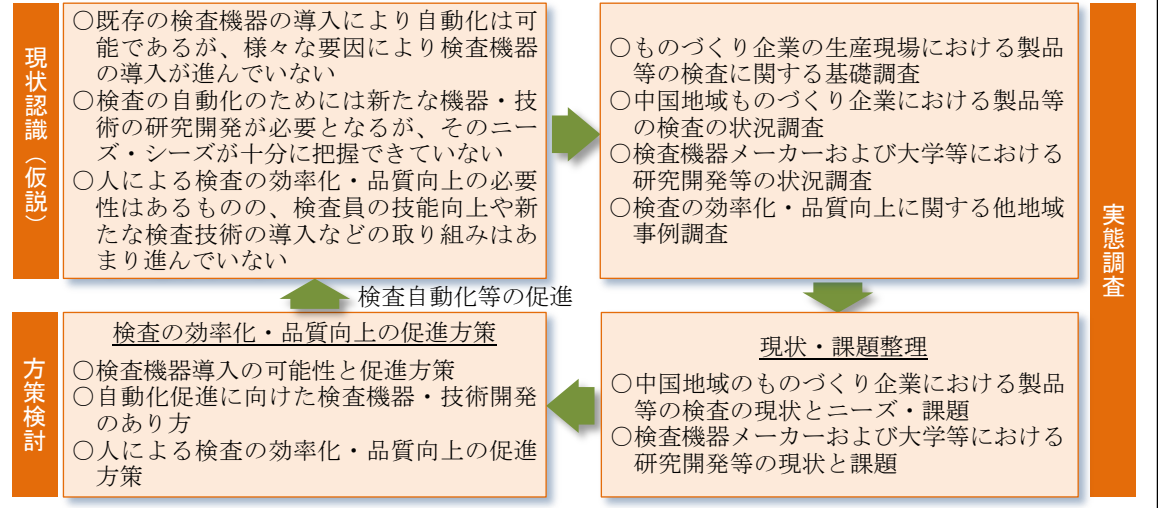 現状認識（仮説）
○既存の検査機器の導入により自動化は可
能であるが、様々な要因により検査機器
の導入が進んでいない
○検査の自動化のためには新たな機器・技
術の研究開発が必要となるが、そのニー
ズ・シーズが十分に把握できていない
○人による検査の効率化・品質向上の必要
性はあるものの、検査員の技能向上や新
たな検査技術の導入などの取り組みはあ
まり進んでいない
○ものづくり企業の生産現場における製品
等の検査に関する基礎調査
○中国地域ものづくり企業における製品等
の検査の状況調査
○検査機器メーカーおよび大学等における
研究開発等の状況調査
○検査の効率化・品質向上に関する他地域
事例調査
実態調査
現状・課題整理
○中国地域のものづくり企業における製品
等の検査の現状とニーズ・課題
○検査機器メーカーおよび大学等における
研究開発等の現状と課題
方策検討
検査の効率化・品質向上の促進方策
○検査機器導入の可能性と促進方策
○自動化促進に向けた検査機器・技術開発
のあり方
○人による検査の効率化・品質向上の促進
方策
検査自動化等の促進